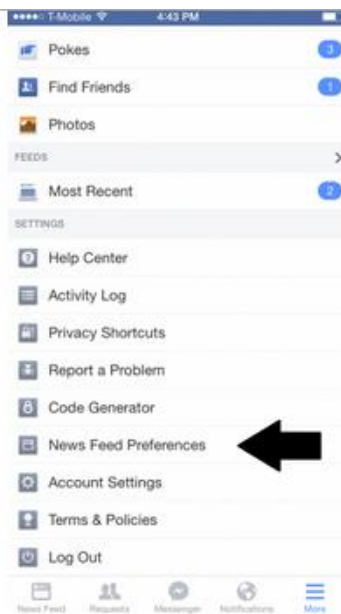 T-Mobile 4:43 PM
Pokes 3
Find Friends 1
Photos
FEEDS
Most Recent 2
SETTINGS
Help Center
Activity Log
Privacy Shortcuts
Report a Problem
Code Generator
News Feed Preferences
Account Settings
Terms & Policies
Log Out
News Feed Requests Messenger Notifications More